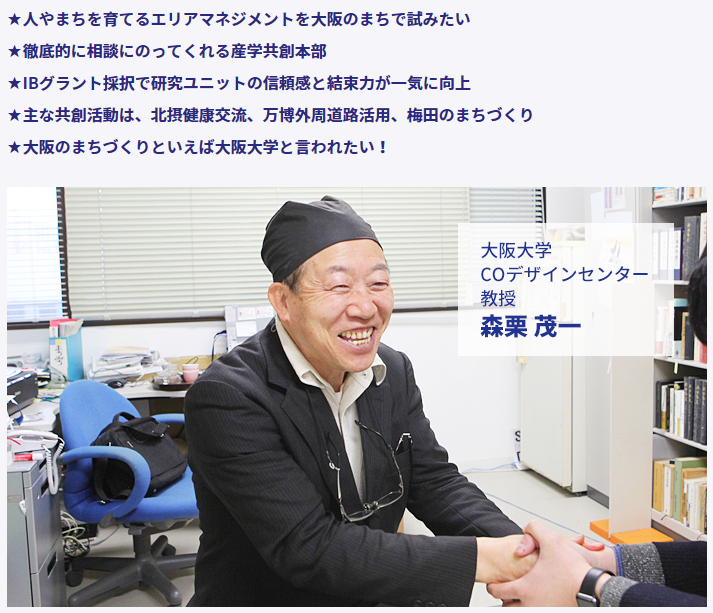 ★人やまちを育てるエリアマネジメントを大阪のまちで試みたい
★徹底的に相談にのってくれる産学共創本部
★IBグラント採択で研究ユニットの信頼感と結束力が一気に向上
★主な共創活動は、北摂健康交流、万博外周道路活用、梅田のまちづくり
★大阪のまちづくりといえば大阪大学と言われたい！
大阪大学
COデザインセンター
教授
森栗 茂一